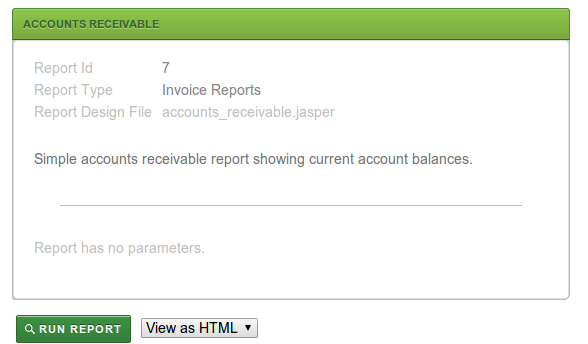 ACCOUNTS RECEIVABLE
Report Id 7
Report Type Invoice Reports
Report Design File accounts_receivable.jasper
Simple accounts receivable report showing current account balances.
Report has no parameters.
RUN REPORT View as HTML